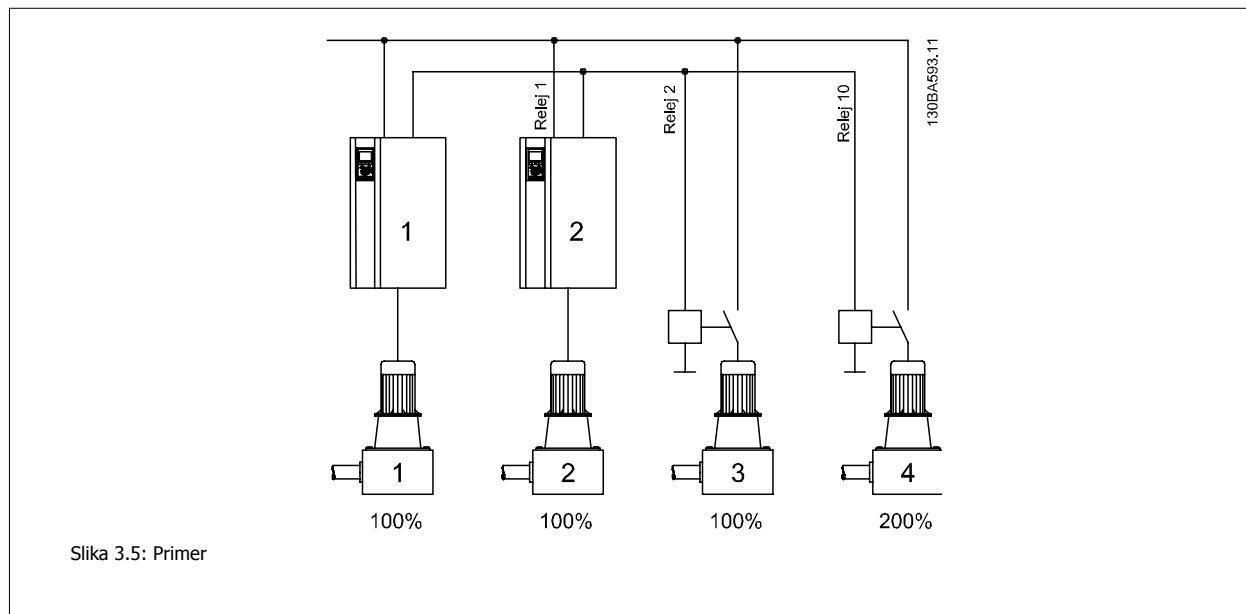 130BA593.11
Relej 1
Relej 2
Relej 10
1
2
1
2
3
4
100%
100%
100%
200%
Slika 3.5: Primer